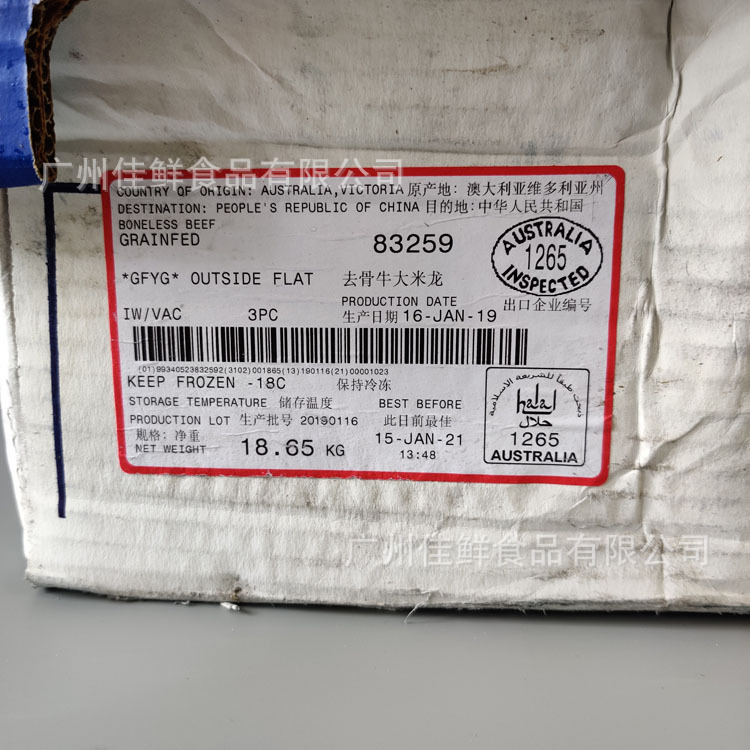 广州佳鲜食品有限公司
COUNTRY OF ORIGIN: AUSTRALIA,VICTORIA 原产地: 澳大利亚维多利亚州
DESTINATION: PEOPLE'S REPUBLIC OF CHINA 目的地:中华人民共和国
BONELESS BEEF
GRAINFED 83259
AUSTRALIA
1265
INSPECTED
*GFYG* OUTSIDE FLAT 去骨牛大米龙
PRODUCTION DATE 出口企业编号
IW/VAC 3PC 生产日期 16-JAN-19
(01)99340523832592(3102)001865(13)190116(21)00001023
KEEP FROZEN -18C 保持冷冻
STORAGE TEMPERATURE 储存温度 BEST BEFORE
PRODUCTION LOT 生产批号 20190116 此日前最佳
规格: 净重 15-JAN-21
NET WEIGHT 18.65 KG 13:48
ذبحت طبقاً للشريعة الإسلامية
halal
حلال
1265
AUSTRALIA
广州佳鲜食品有限公司